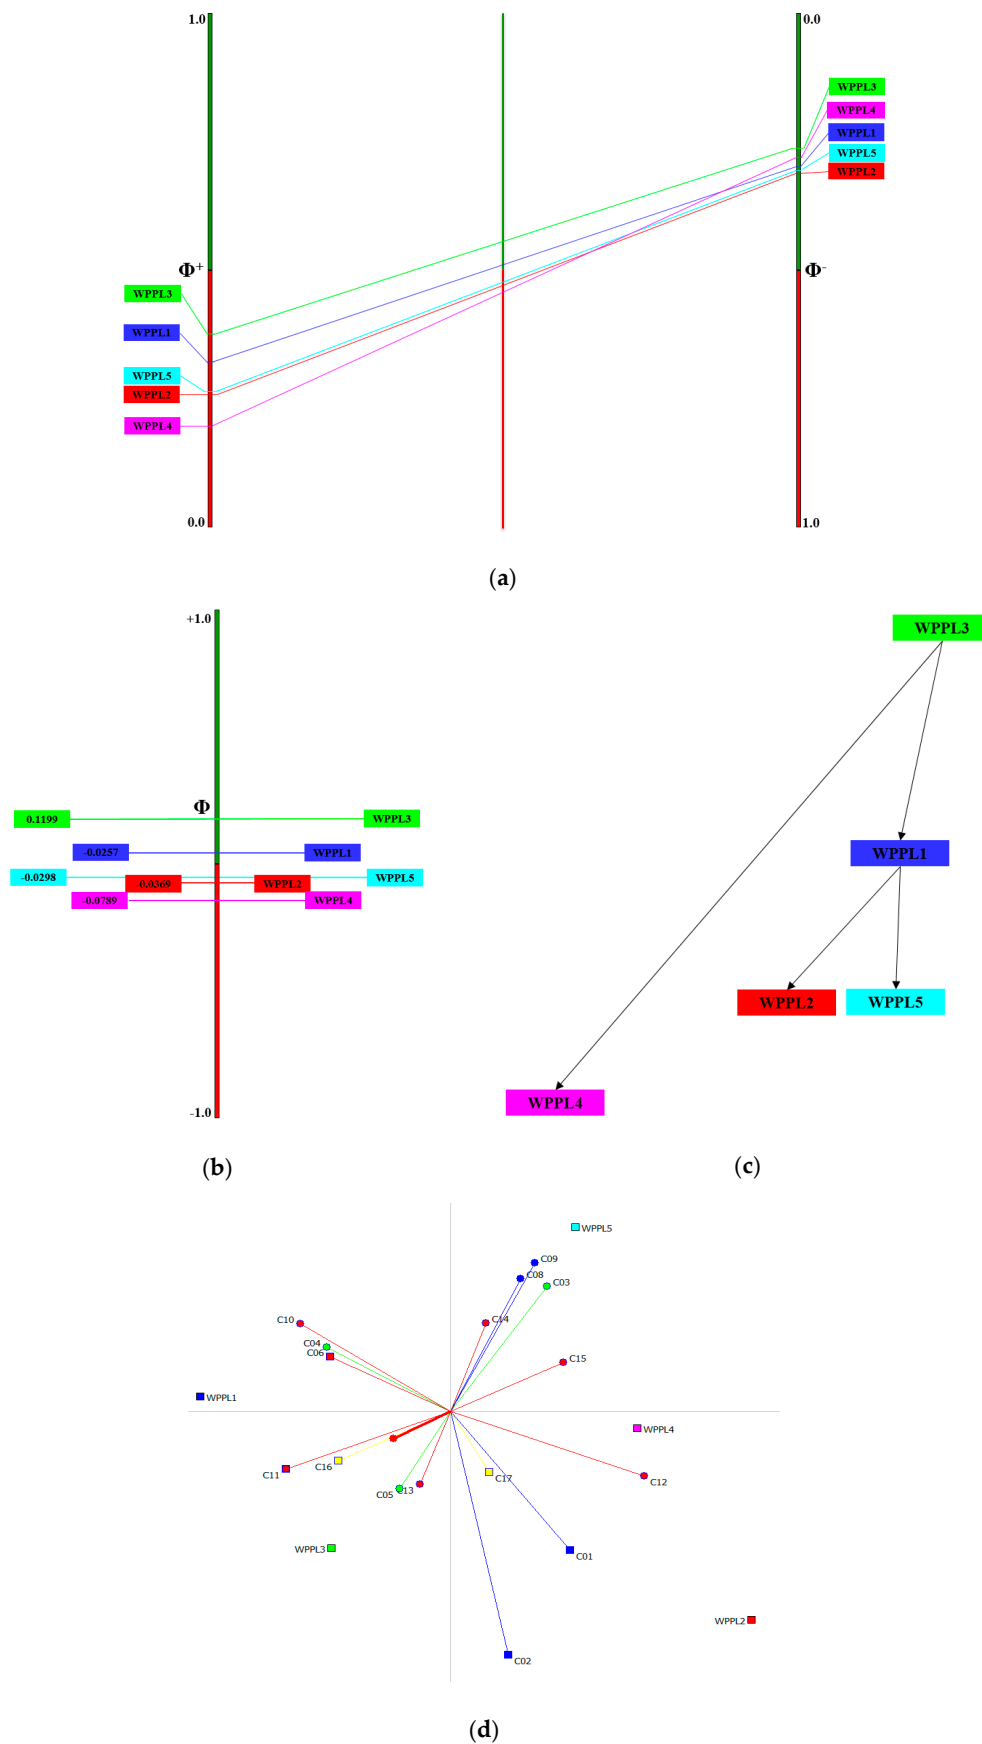 1.0
0.0
WPPL3
WPPL4
WPPL1
WPPL5
WPPL2
Φ+
Φ-
WPPL3
WPPL1
WPPL5
WPPL2
WPPL4
0.0
1.0
(a)
+1.0
WPPL3
Φ
0.1199
WPPL3
-0.0257
WPPL1
WPPL1
-0.0298
-0.0369
WPPL2
WPPL5
-0.0789
WPPL4
WPPL2
WPPL5
-1.0
WPPL4
(b)
(c)
WPPL5
C09
C08
C03
C10
C14
C04
C06
C15
WPPL1
WPPL4
C16
C11
C17
C12
C05
C13
WPPL3
C01
WPPL2
C02
(d)